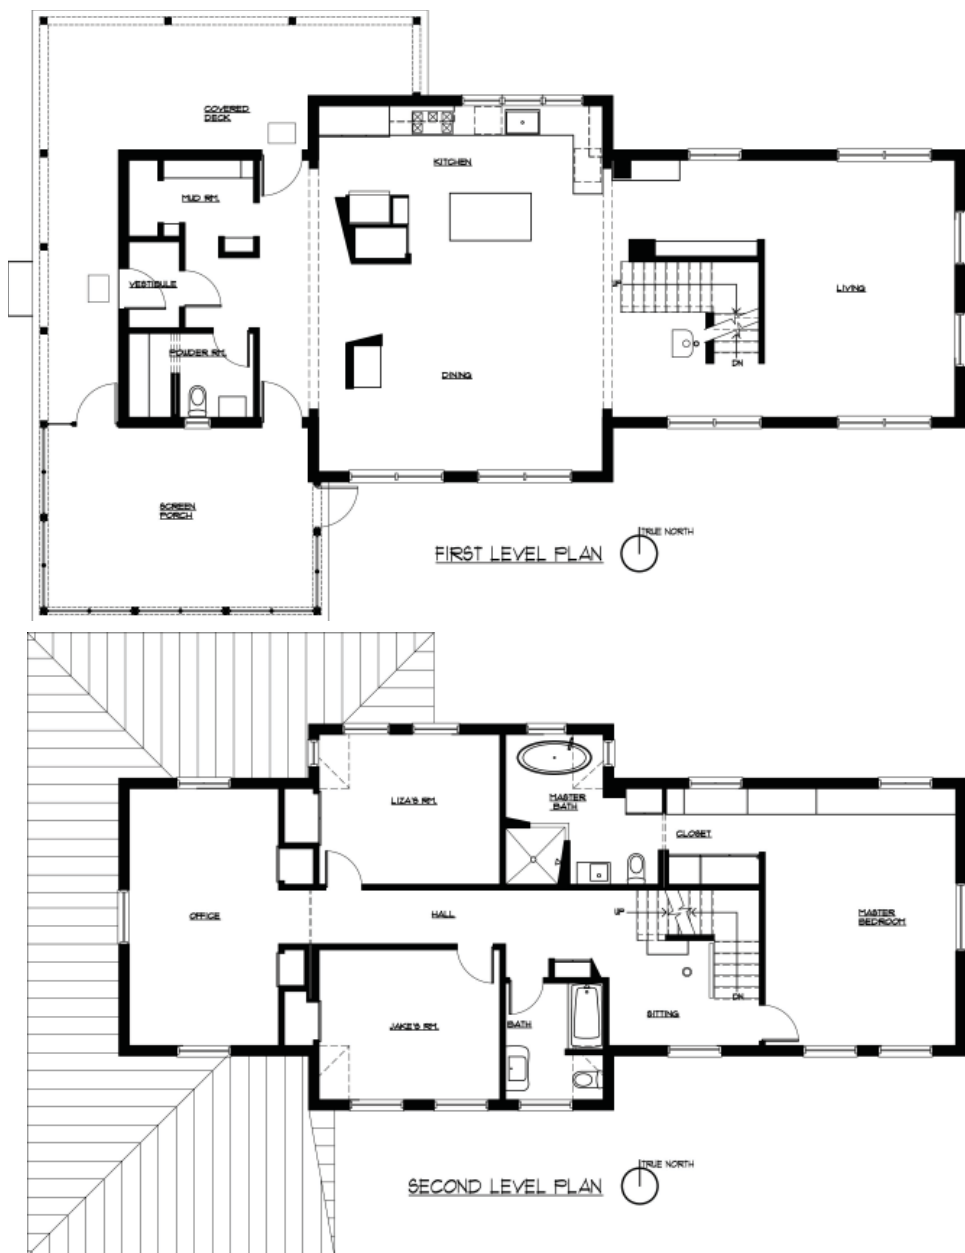 COVERED
DECK
KITCHEN
MUD RM.
VESTIBULE
UP
LIVING
POWDER RM.
DINING
DN
SCREEN
PORCH
TRUE NORTH
FIRST LEVEL PLAN
LIZA'S RM.
MASTER
BATH
CLOSET
OFFICE
HALL
UP
MASTER
BEDROOM
DN
SITTING
JAKE'S RM.
BATH
TRUE NORTH
SECOND LEVEL PLAN